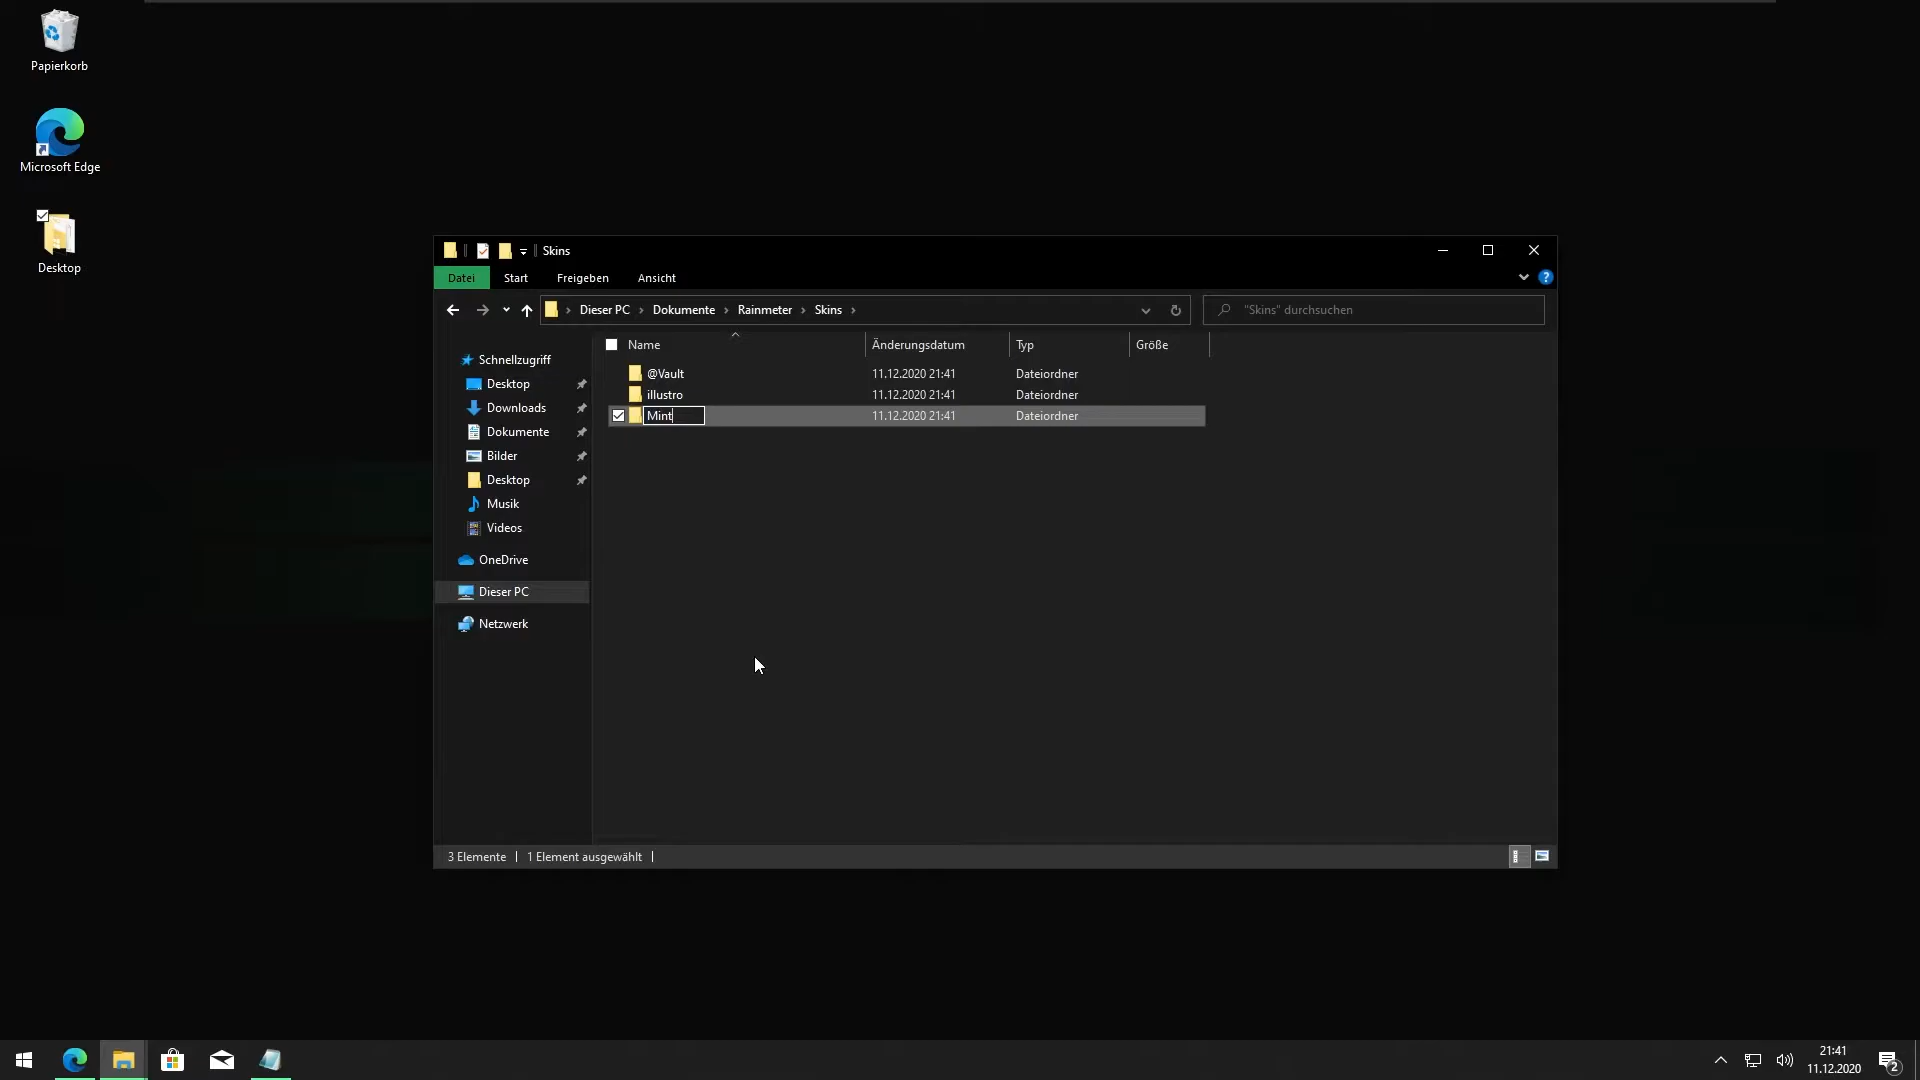 Papierkorb
Microsoft Edge
Desktop
Skins
Datei Start Freigeben Ansicht
Dieser PC Dokumente Rainmeter Skins
"Skins" durchsuchen
Name Änderungsdatum Typ Größe
@Vault 11.12.2020 21:41 Dateiordner
illustro 11.12.2020 21:41 Dateiordner
Mint 11.12.2020 21:41 Dateiordner
Schnellzugriff
Desktop
Downloads
Dokumente
Bilder
Desktop
Musik
Videos
OneDrive
Dieser PC
Netzwerk
3 Elemente 1 Element ausgewählt
21:41
11.12.2020
2